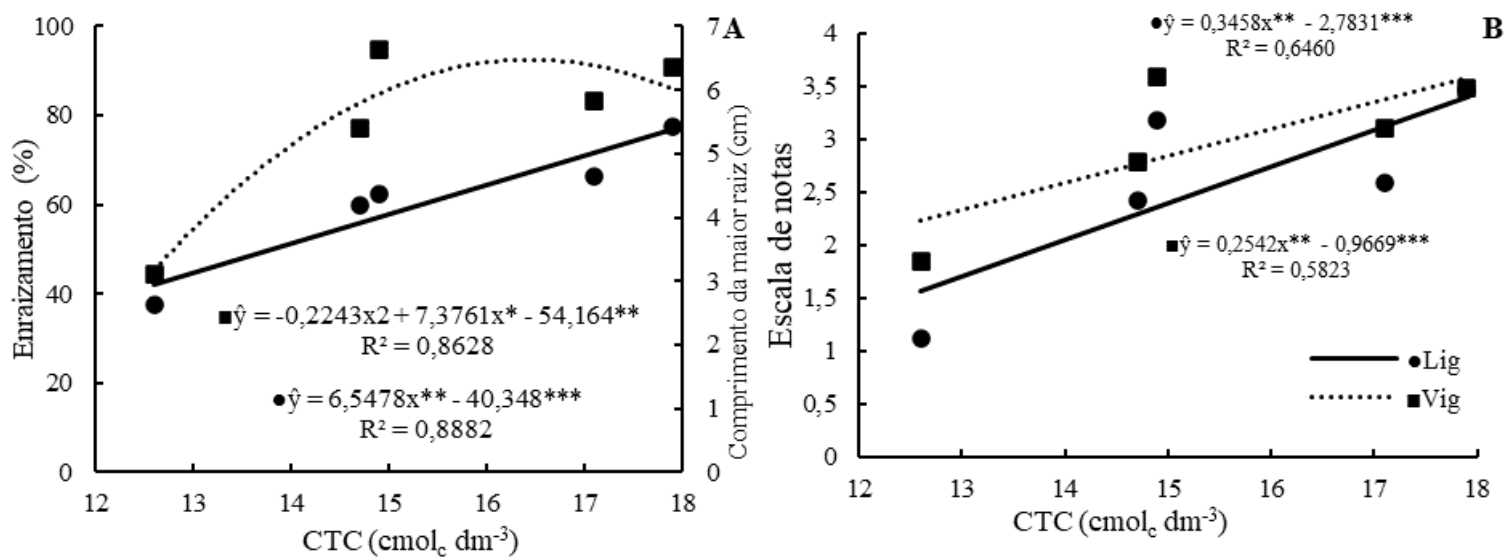 A
100
80
60
40
20
0
Enraizamento (%)
7
6
5
4
3
2
1
0
Comprimento da maior raiz (cm)
■ŷ = -0,2243x2 + 7,3761x* - 54,164**
R² = 0,8628
●ŷ = 6,5478x** - 40,348***
R² = 0,8882
12 13 14 15 16 17 18
CTC (cmol꜀ dm⁻³)
B
●ŷ = 0,3458x** - 2,7831***
R² = 0,6460
4
3,5
3
2,5
2
1,5
1
0,5
0
Escala de notas
■ŷ = 0,2542x** - 0,9669***
R² = 0,5823
●Lig
■Vig
12 13 14 15 16 17 18
CTC (cmol꜀ dm⁻³)